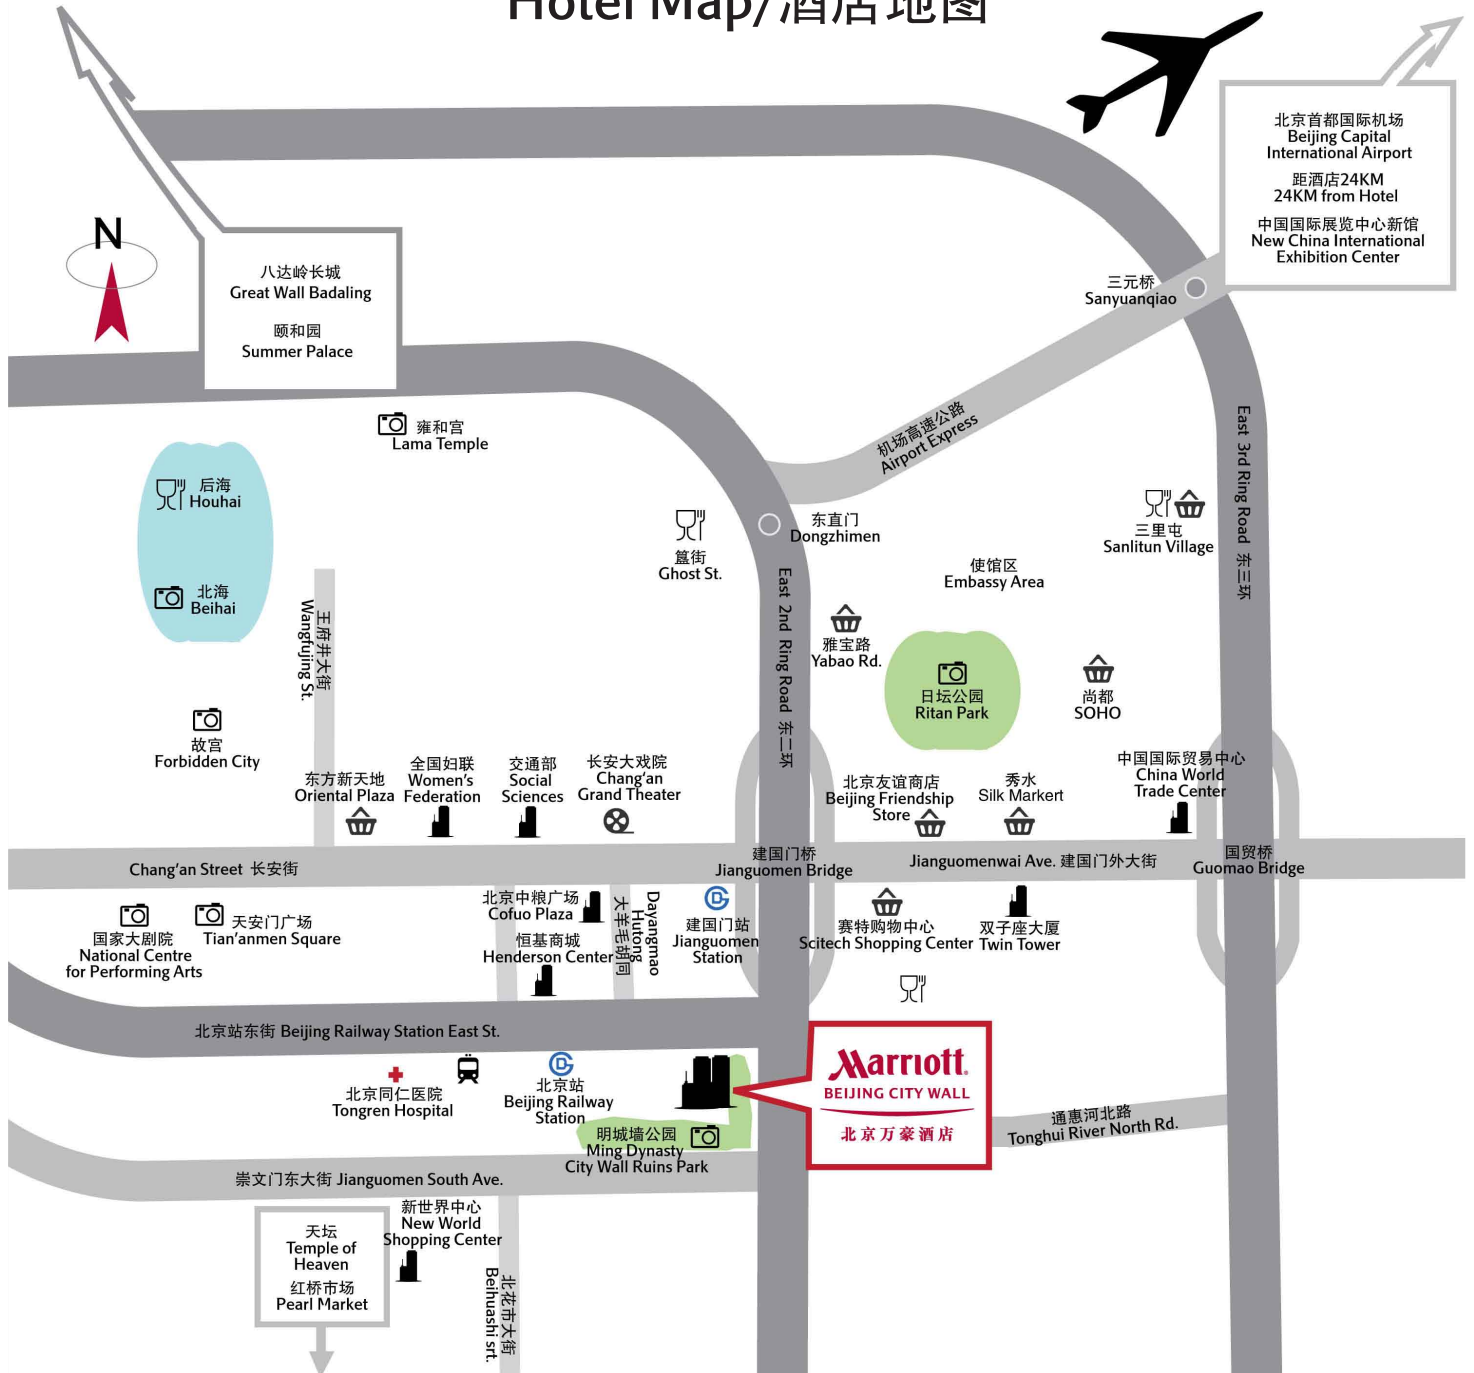 Hotel Map/酒店地图
北京首都国际机场
Beijing Capital
International Airport
距酒店24KM
24KM from Hotel
中国国际展览中心新馆
New China International
Exhibition Center
N
八达岭长城
Great Wall Badaling
颐和园
Summer Palace
三元桥
Sanyuanqiao
机场高速公路
Airport Express
East 3rd Ring Road 东三环
雍和宫
Lama Temple
后海
Houhai
北海
Beihai
簋街
Ghost St.
东直门
Dongzhimen
三里屯
Sanlitun Village
使馆区
Embassy Area
East 2nd Ring Road 东二环
王府井大街
Wangfujing St.
雅宝路
Yabao Rd.
日坛公园
Ritan Park
尚都
SOHO
故宫
Forbidden City
东方新天地
Oriental Plaza
全国妇联
Women's
Federation
交通部
Social
Sciences
长安大戏院
Chang'an
Grand Theater
北京友谊商店
Beijing Friendship
Store
秀水
Silk Markert
中国国际贸易中心
China World
Trade Center
Chang'an Street 长安街
建国门桥
Jianguomen Bridge
Jianguomenwai Ave. 建国门外大街
国贸桥
Guomao Bridge
国家大剧院
National Centre
for Performing Arts
天安门广场
Tian'anmen Square
北京中粮广场
Cofuo Plaza
恒基商城
Henderson Center
大羊毛胡同
Dayangmao
Hutong
建国门站
Jianguomen
Station
赛特购物中心
Scitech Shopping Center
双子座大厦
Twin Tower
北京站东街 Beijing Railway Station East St.
北京同仁医院
Tongren Hospital
北京站
Beijing Railway
Station
明城墙公园
Ming Dynasty
City Wall Ruins Park
Marriott
BEIJING CITY WALL
北京万豪酒店
通惠河北路
Tonghui River North Rd.
崇文门东大街 Jianguomen South Ave.
天坛
Temple of
Heaven
红桥市场
Pearl Market
新世界中心
New World
Shopping Center
北花市大街
Beihuashi srt.